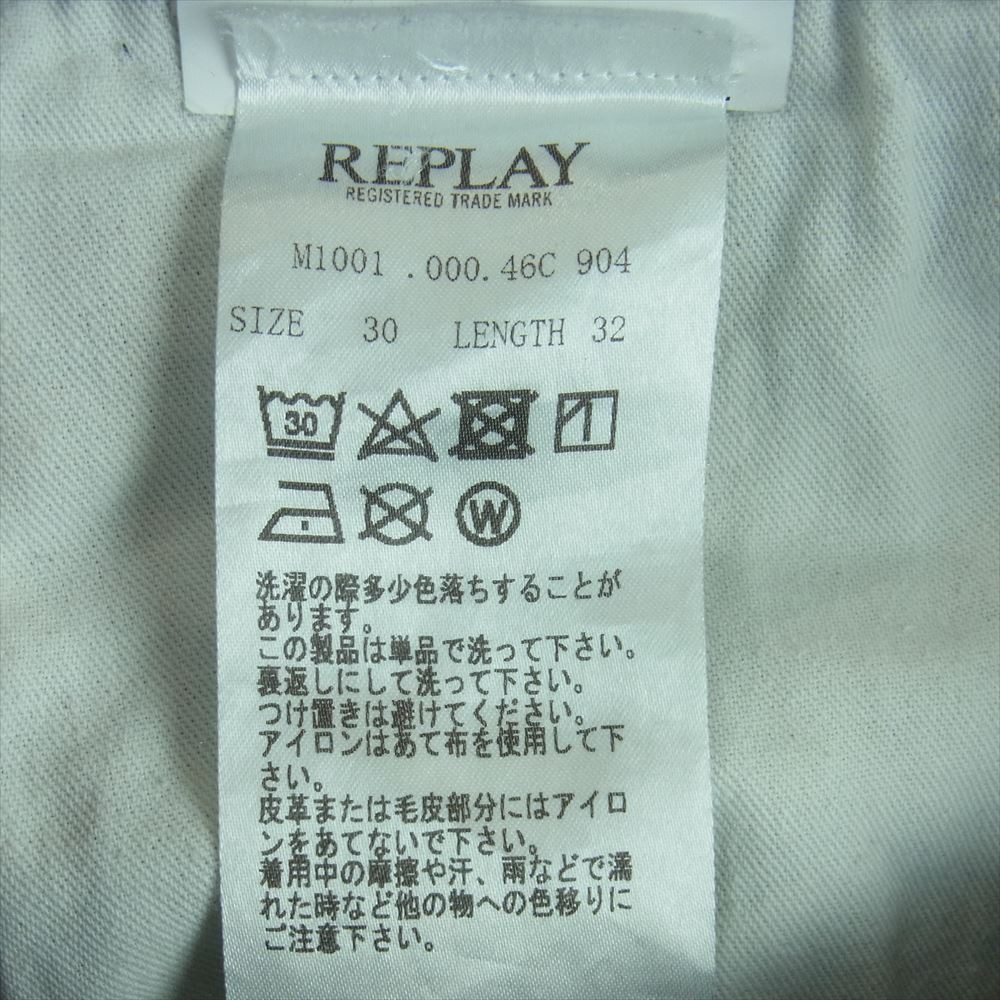 REPLAY
REGISTERED TRADE MARK
M1001 .000.46C 904
SIZE 30 LENGTH 32
30
W
洗濯の際多少色落ちすることが
あります。
この製品は単品で洗って下さい。
裏返しにして洗って下さい。
つけ置きは避けてください。
アイロンはあて布を使用して下
さい。
皮革または毛皮部分にはアイロ
ンをあてないで下さい。
着用中の摩擦や汗、雨などで濡
れた時など他の物への色移りに
ご注意下さい。